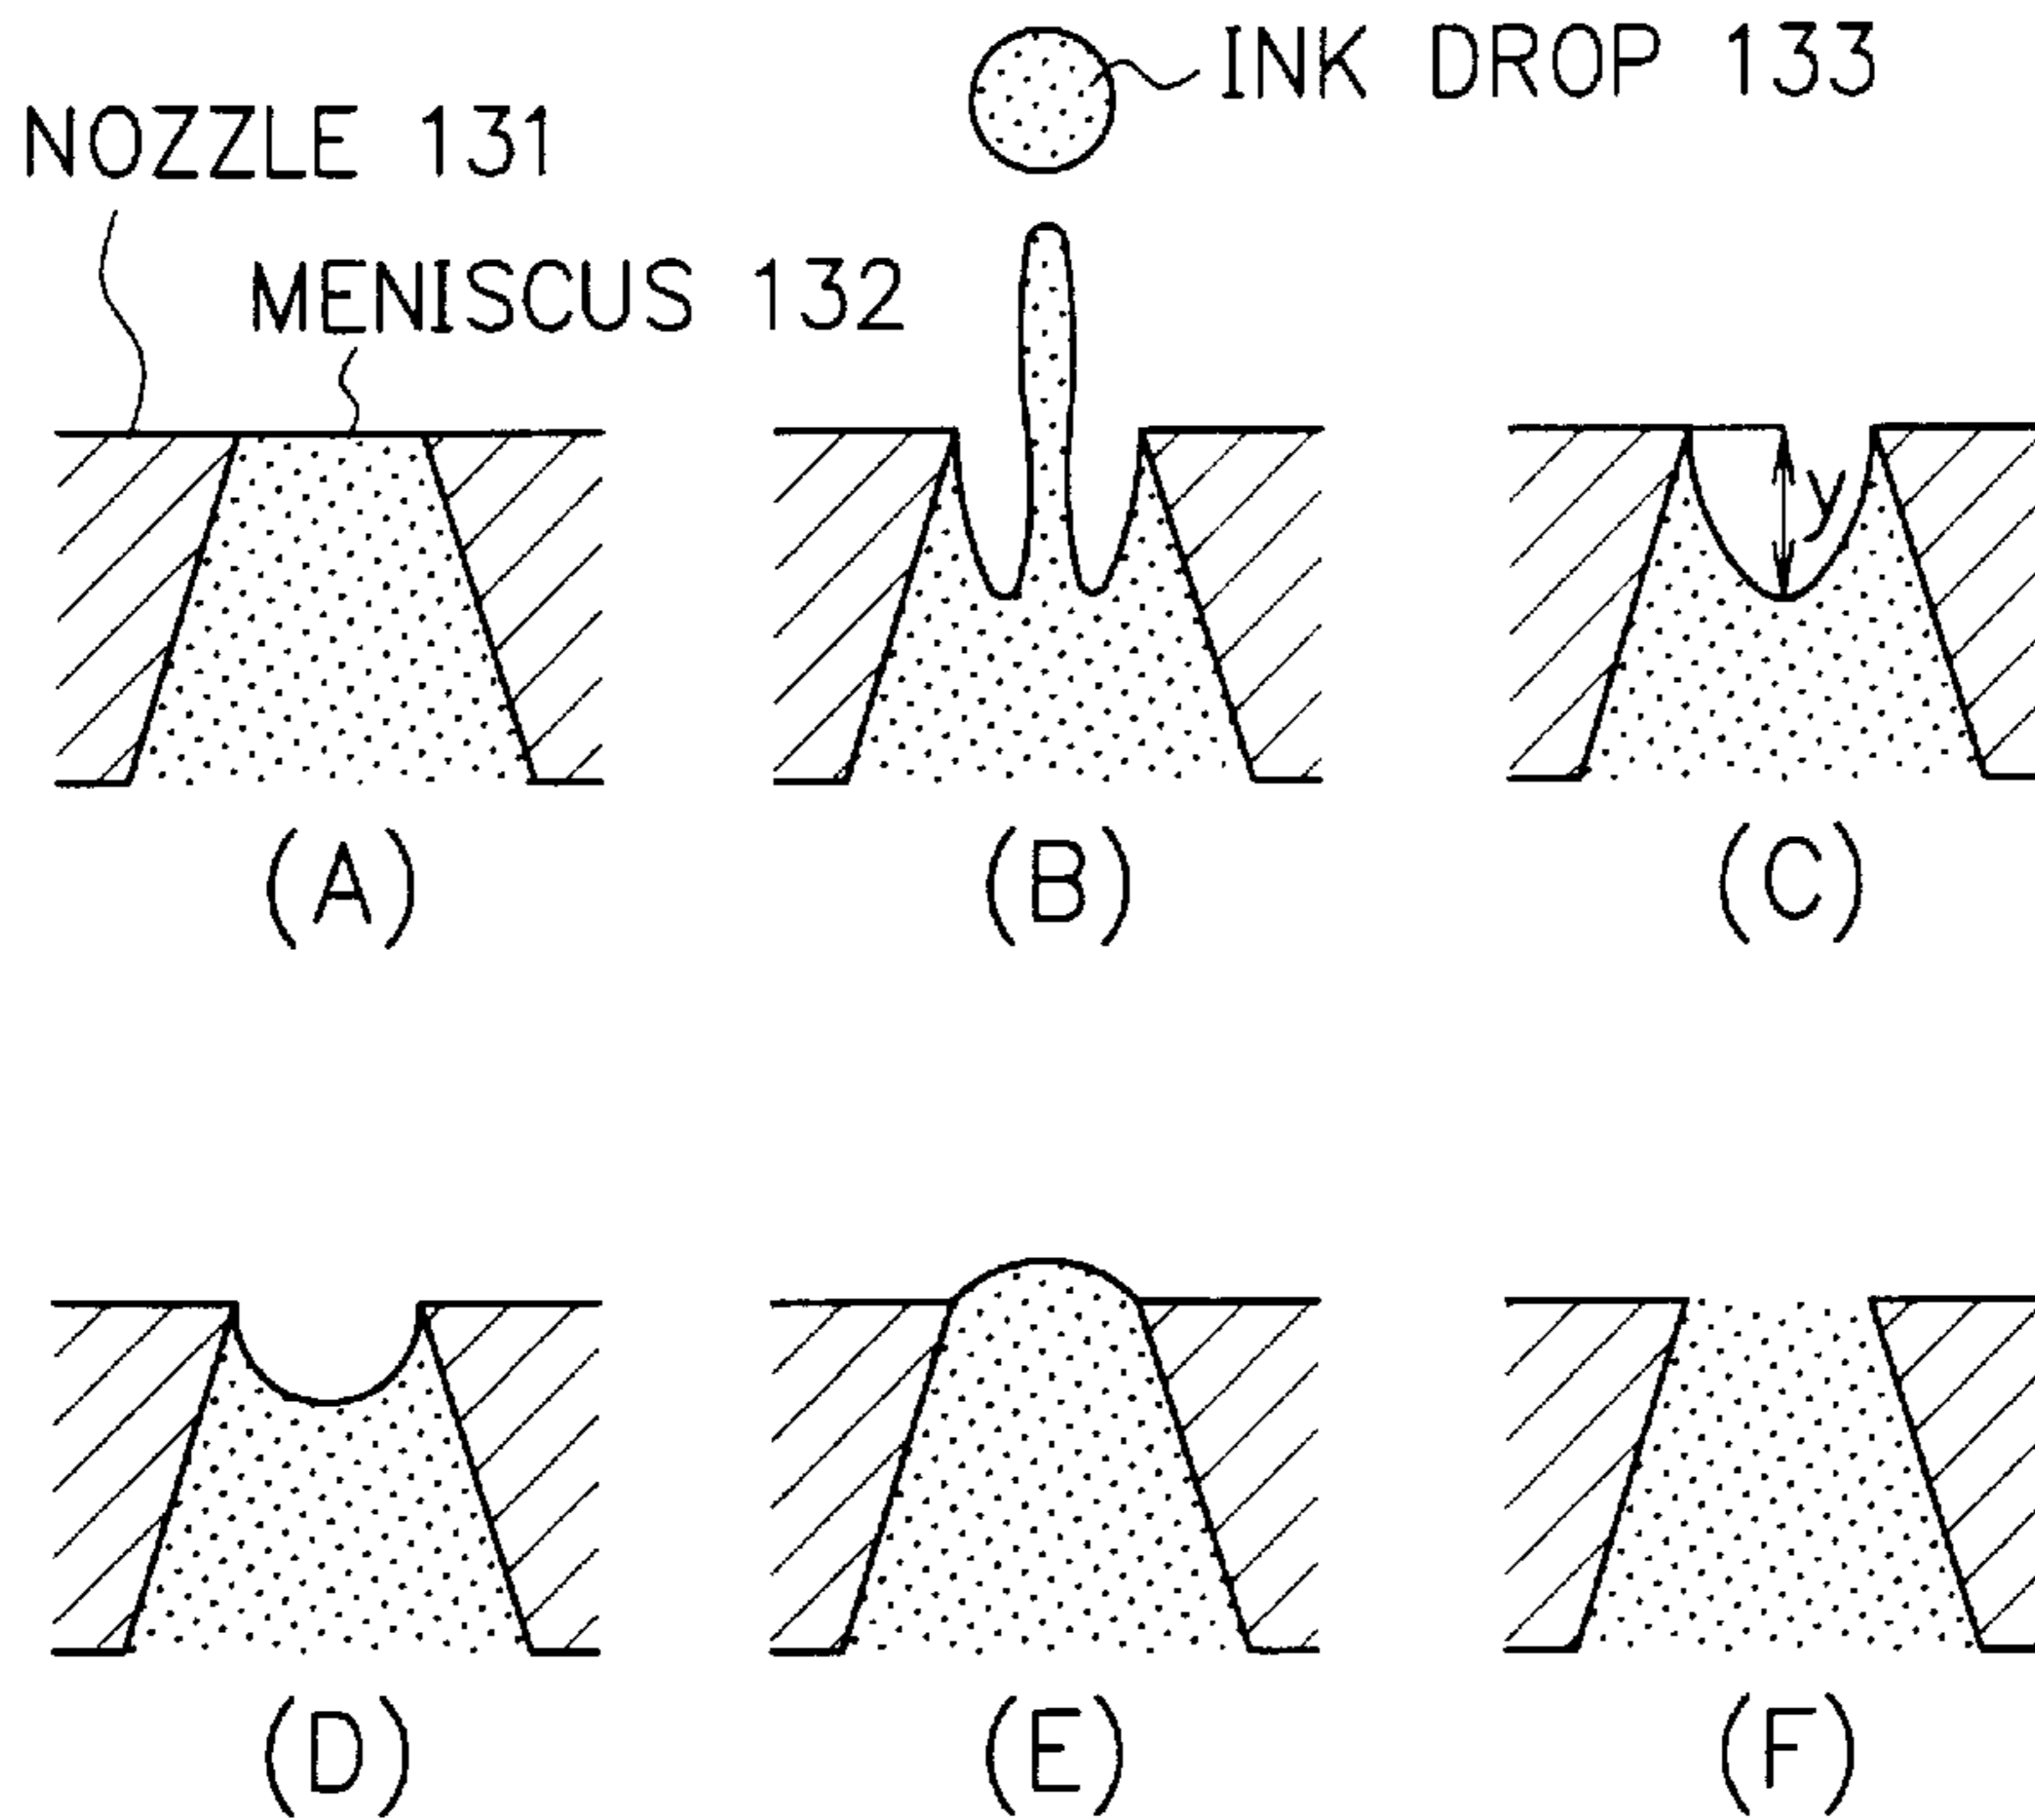 INK DROP 133
NOZZLE 131
MENISCUS 132
y
(A)
(B)
(C)
(D)
(E)
(F)